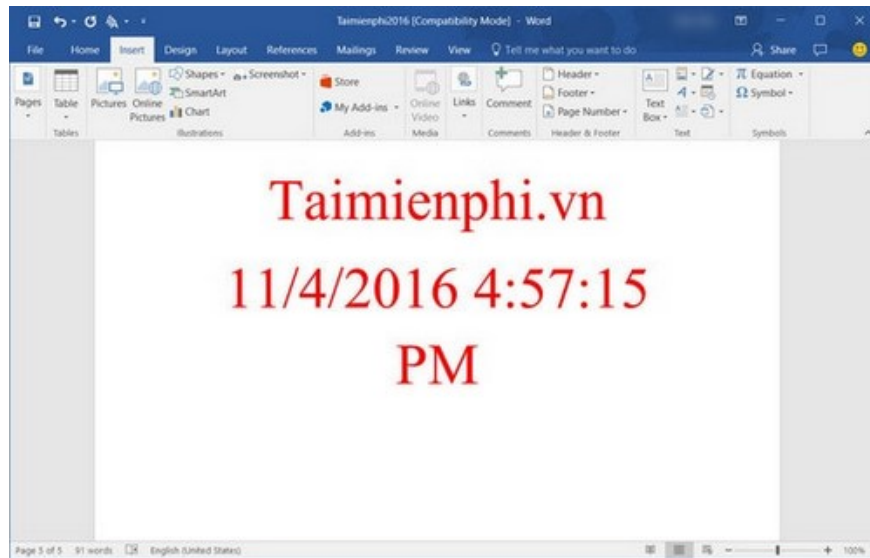 Taimienphi2016 [Compatibility Mode] - Word
File Home Insert Design Layout References Mailings Review View Tell me what you want to do Share
Pages
Table
Tables
Pictures
Online Pictures
Shapes
SmartArt
Chart
Screenshot
Illustrations
Store
My Add-ins
Add-ins
Online Video
Media
Links
Comment
Comments
Header
Footer
Page Number
Header & Footer
Text Box
Text
Equation
Symbol
Symbols
Taimienphi.vn
11/4/2016 4:57:15
PM
Page 5 of 5 91 words English (United States) 100%